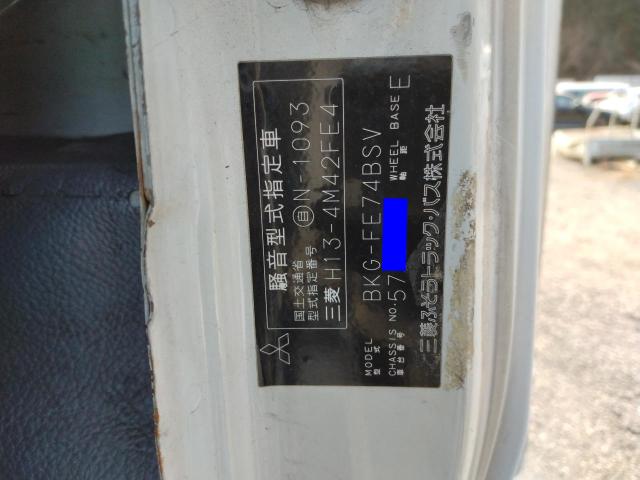 騒音型式指定車
国土交通省
型式指定番号
自 N-1093
三菱 H13-4M42FE4
MODEL
型式
BKG-FE74BSV
CHASSIS NO.
車台番号
57
WHEEL BASE
軸距
E
三菱ふそうトラック・バス株式会社